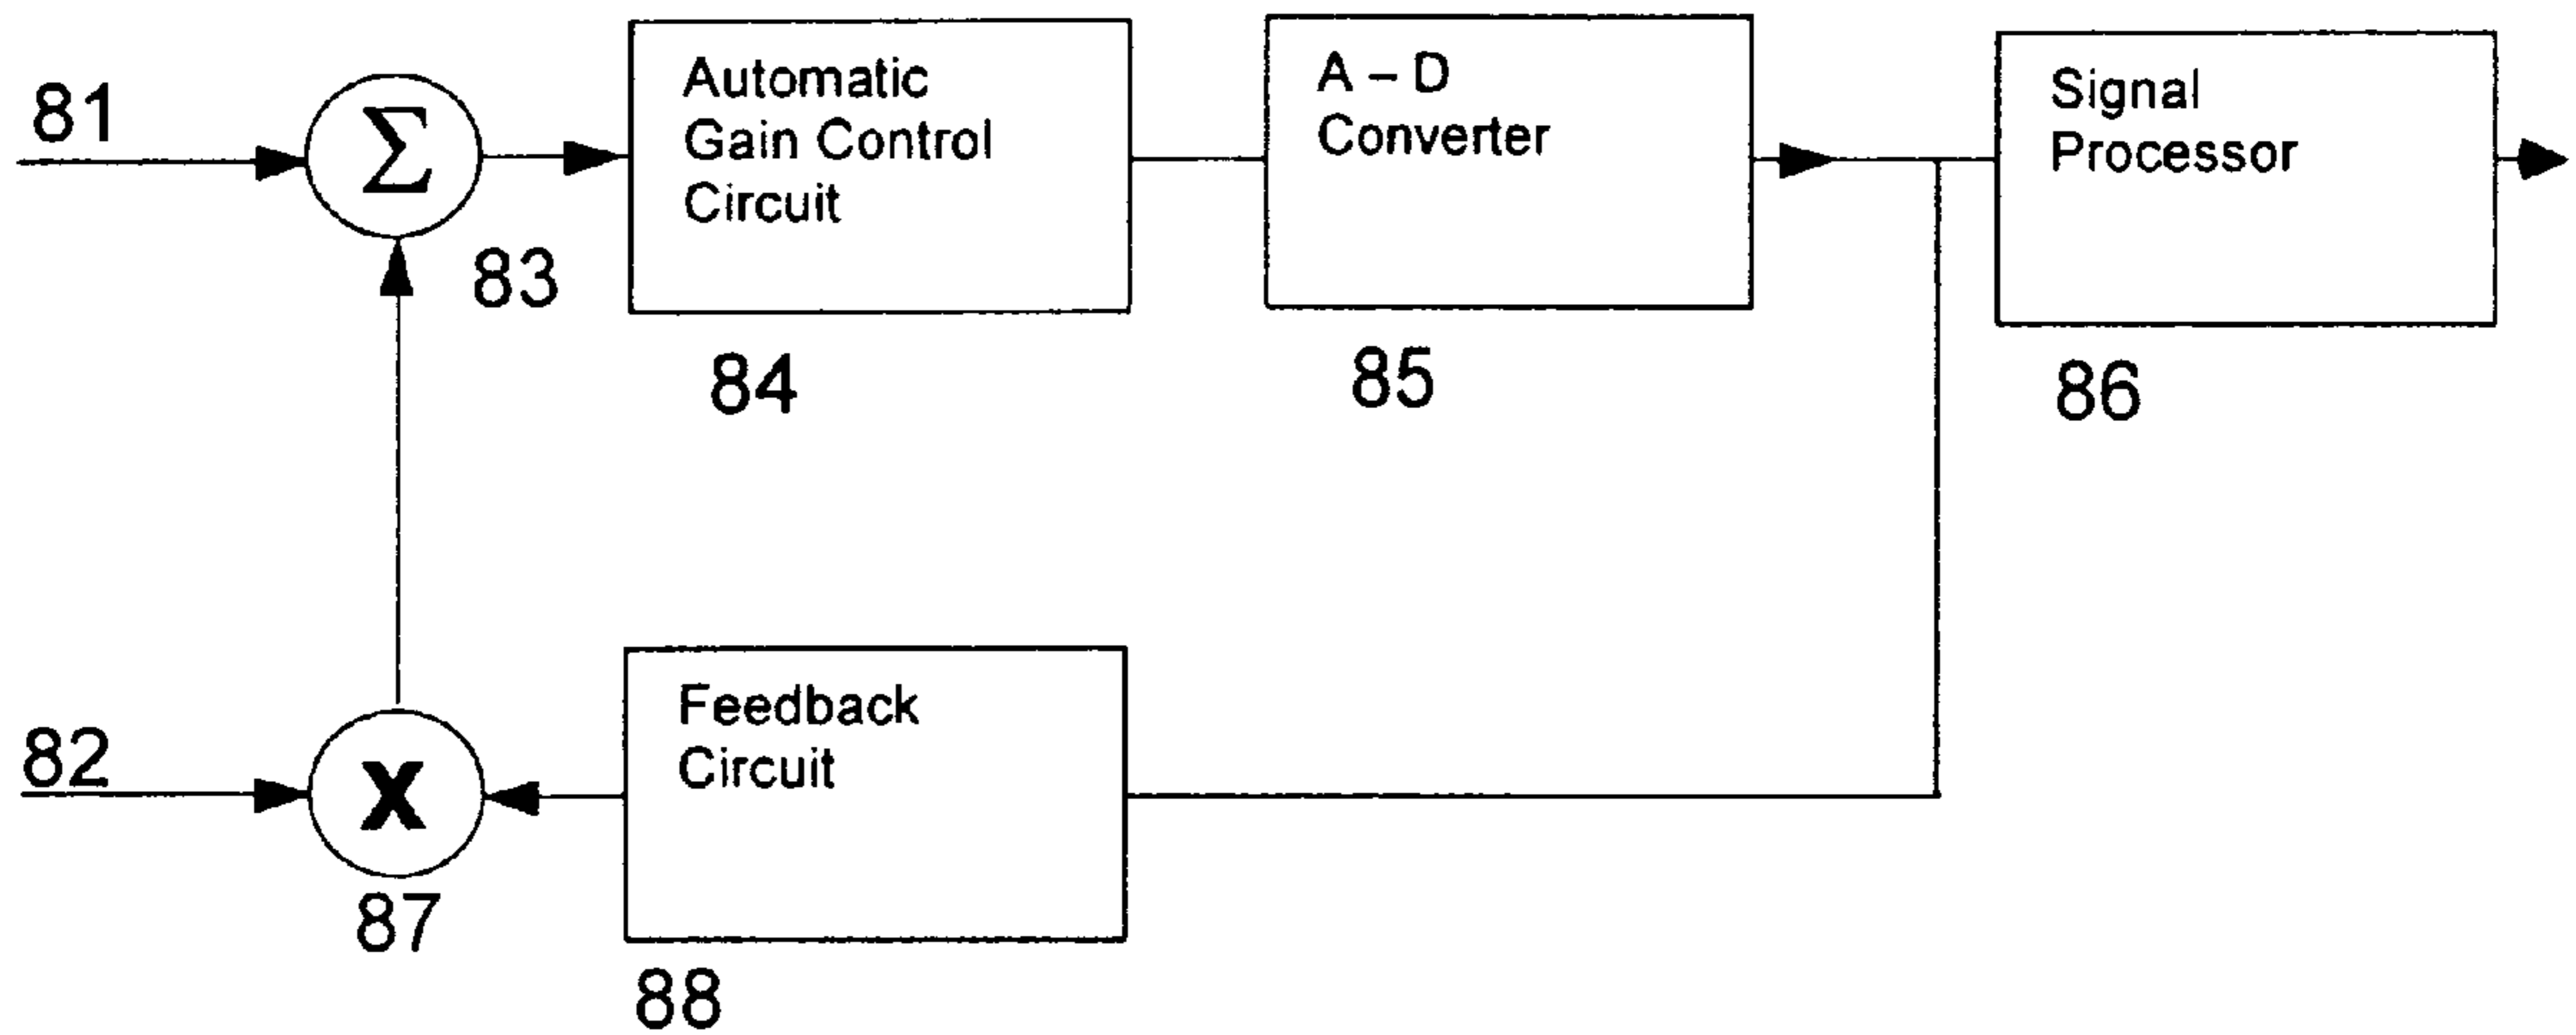 81
Σ
83
Automatic
Gain Control
Circuit
84
A – D
Converter
85
Signal
Processor
86
82
X
87
Feedback
Circuit
88